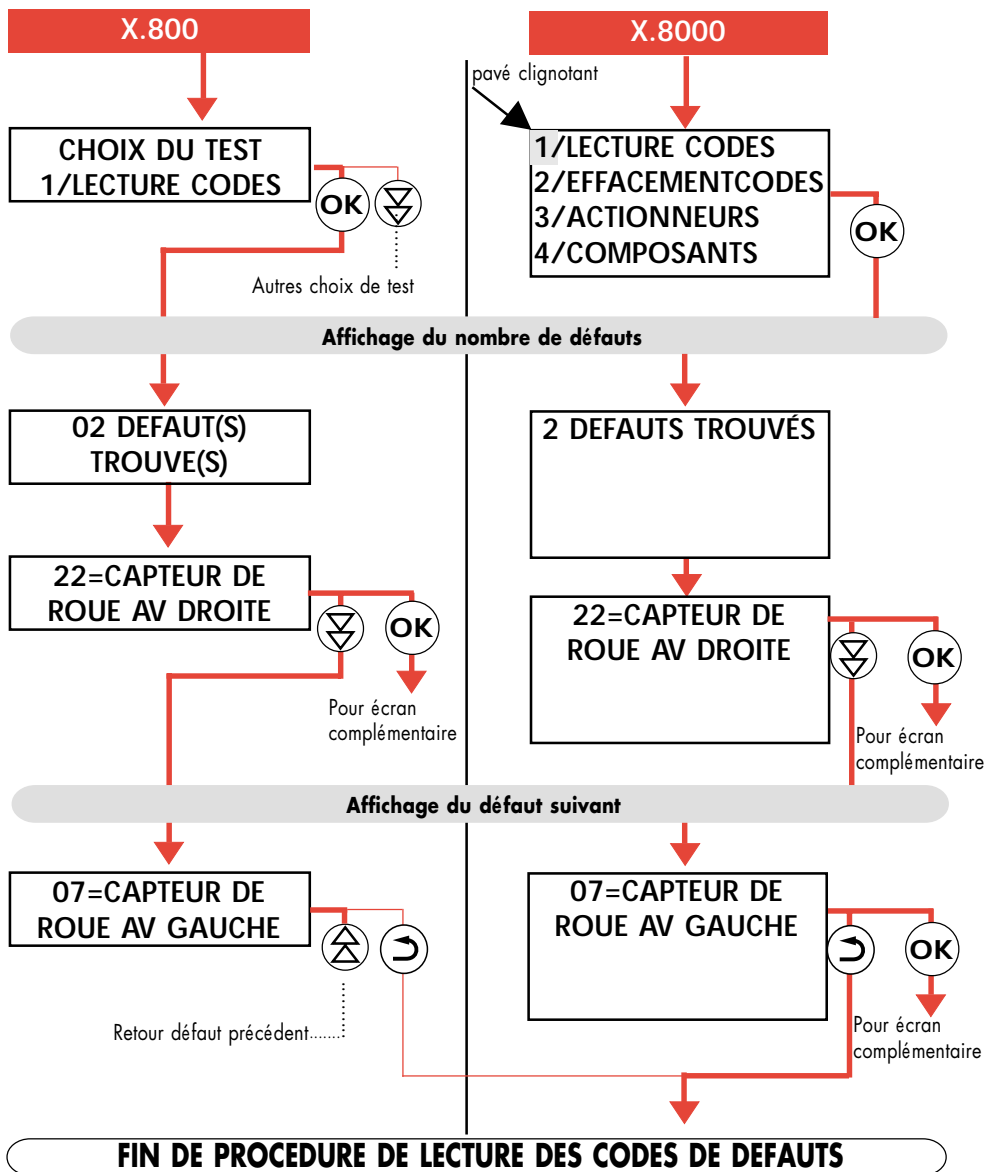 X.800
X.8000
pavé clignotant
CHOIX DU TEST
1/LECTURE CODES
OK
Autres choix de test
1/LECTURE CODES
2/EFFACEMENTCODES
3/ACTIONNEURS
4/COMPOSANTS
OK
Affichage du nombre de défauts
02 DEFAUT(S)
TROUVE(S)
2 DEFAUTS TROUVÉS
22=CAPTEUR DE
ROUE AV DROITE
OK
Pour écran
complémentaire
22=CAPTEUR DE
ROUE AV DROITE
OK
Pour écran
complémentaire
Affichage du défaut suivant
07=CAPTEUR DE
ROUE AV GAUCHE
Retour défaut précédent
07=CAPTEUR DE
ROUE AV GAUCHE
OK
Pour écran
complémentaire
FIN DE PROCEDURE DE LECTURE DES CODES DE DEFAUTS